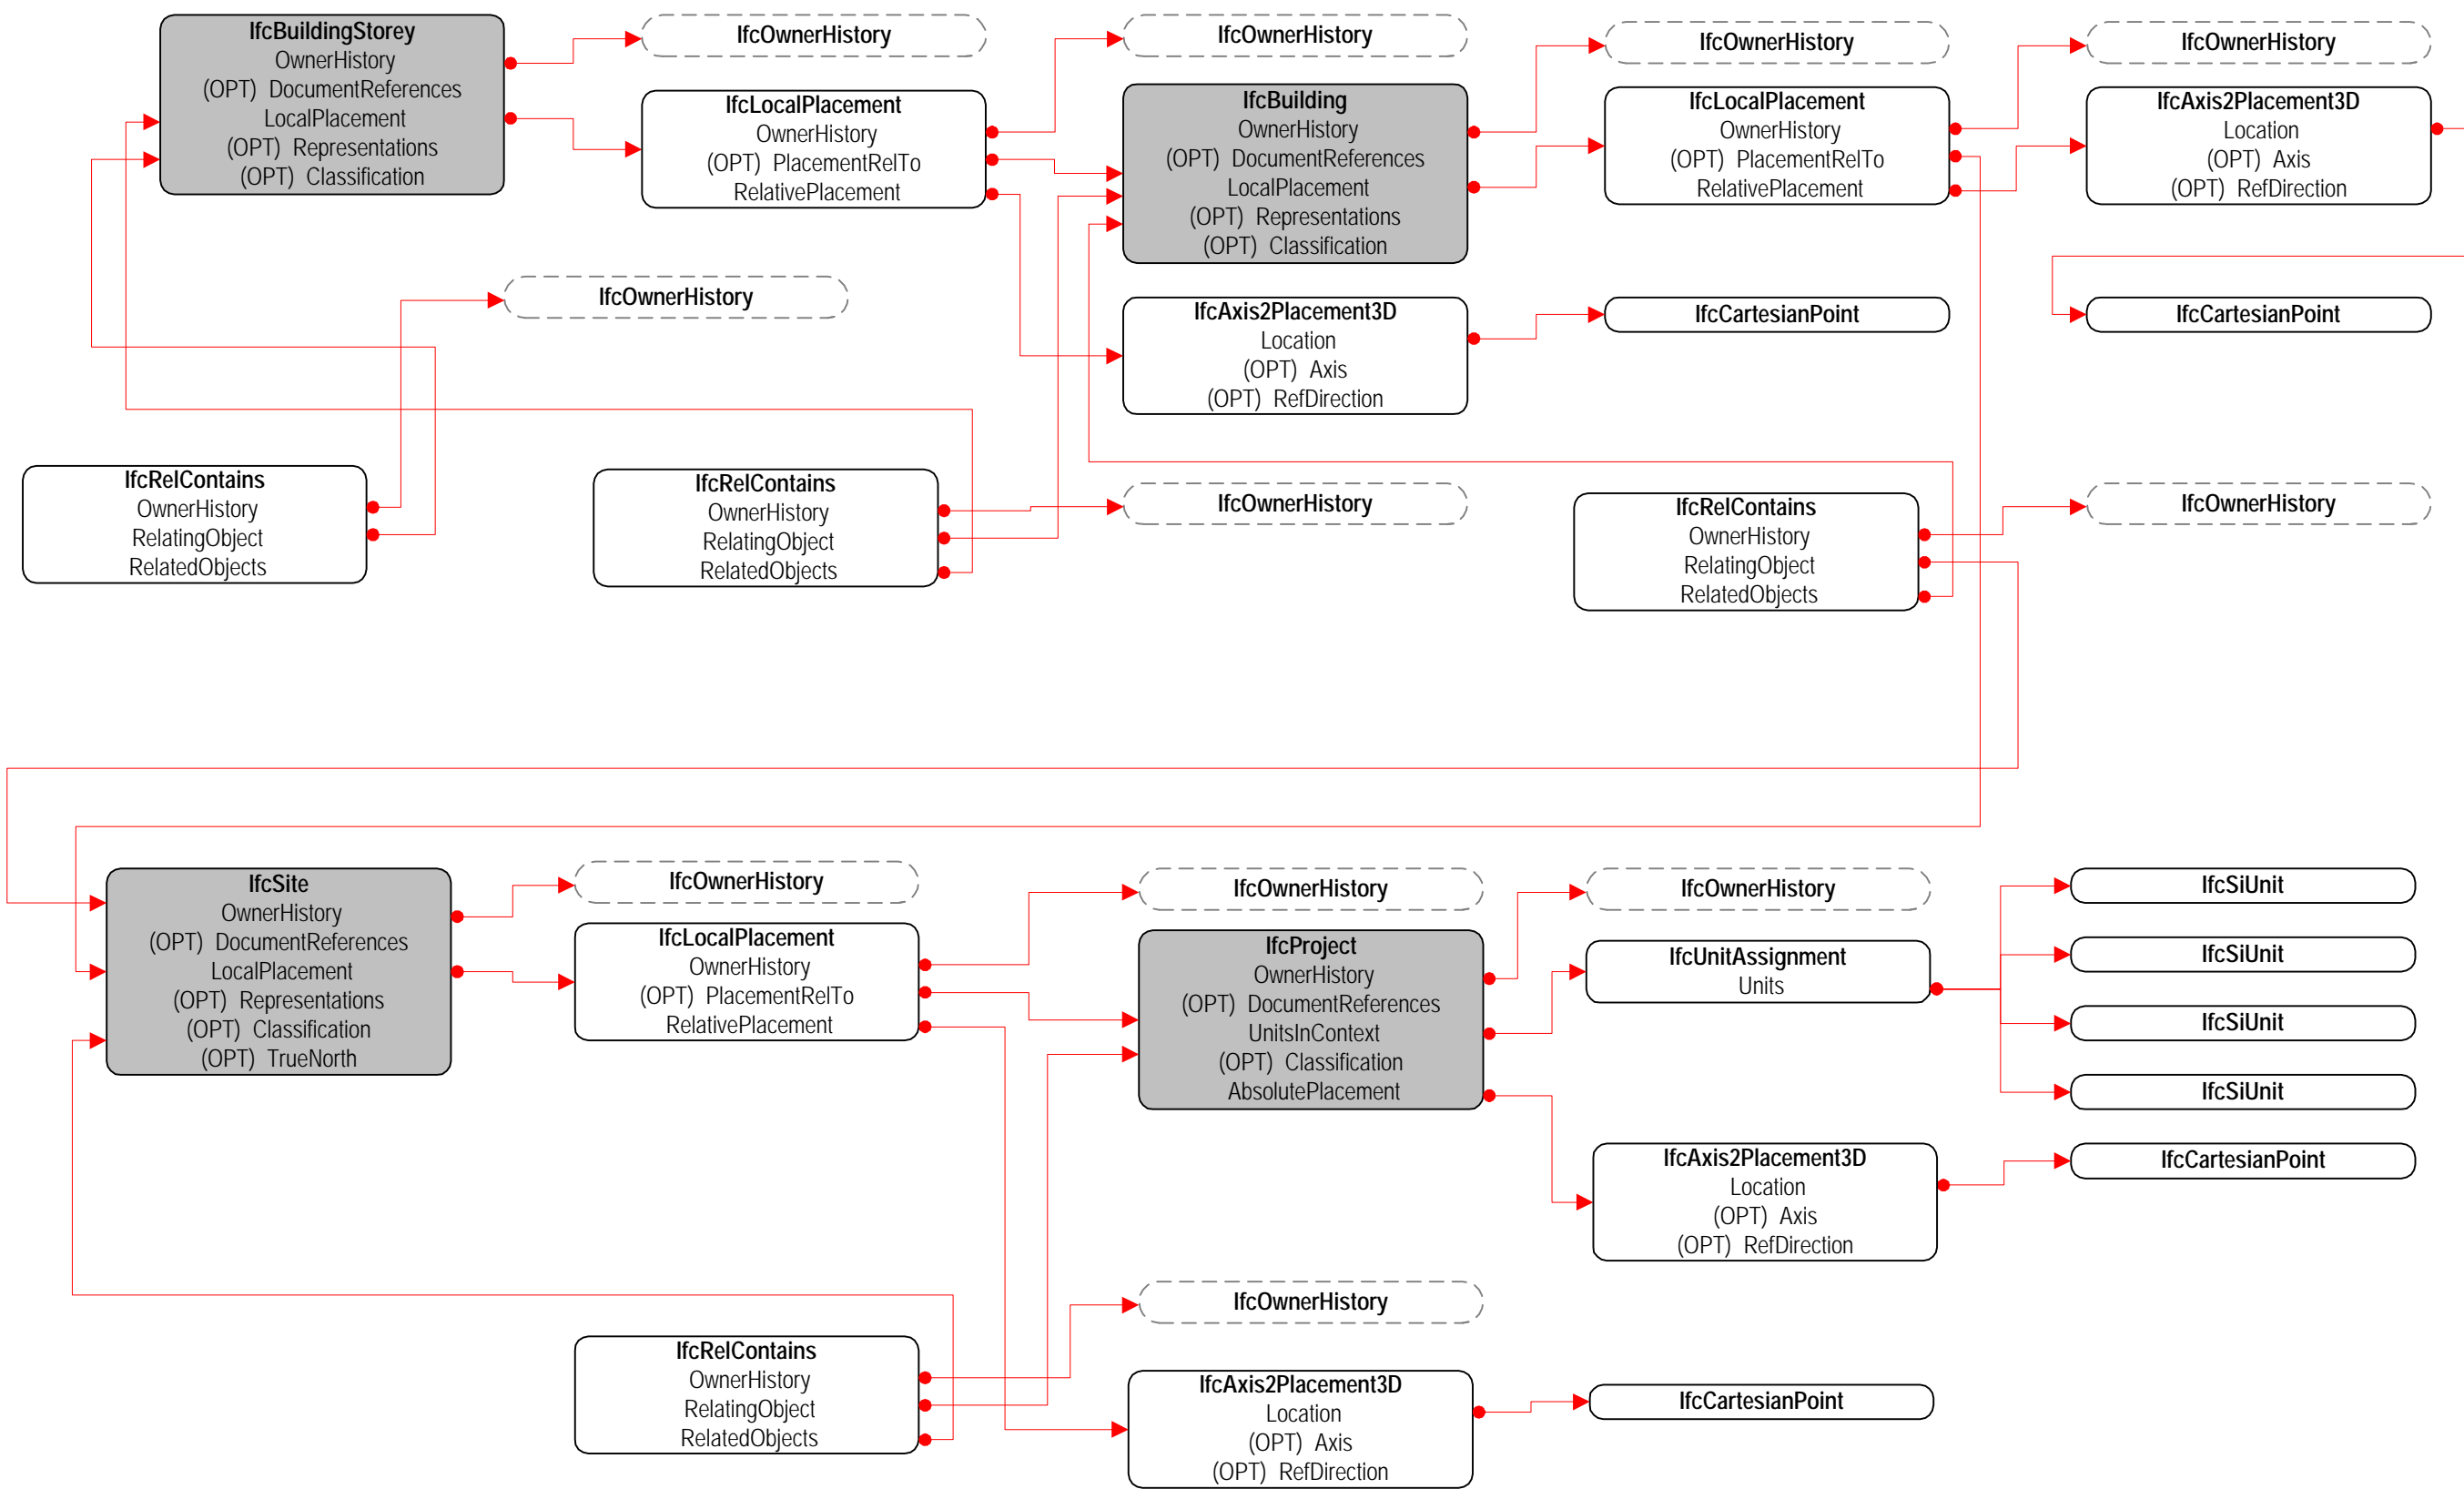 IfcBuildingStorey
OwnerHistory
(OPT) DocumentReferences
LocalPlacement
(OPT) Representations
(OPT) Classification
IfcOwnerHistory
IfcLocalPlacement
OwnerHistory
(OPT) PlacementRelTo
RelativePlacement
IfcOwnerHistory
IfcBuilding
OwnerHistory
(OPT) DocumentReferences
LocalPlacement
(OPT) Representations
(OPT) Classification
IfcOwnerHistory
IfcLocalPlacement
OwnerHistory
(OPT) PlacementRelTo
RelativePlacement
IfcOwnerHistory
IfcAxis2Placement3D
Location
(OPT) Axis
(OPT) RefDirection
IfcOwnerHistory
IfcAxis2Placement3D
Location
(OPT) Axis
(OPT) RefDirection
IfcCartesianPoint
IfcCartesianPoint
IfcRelContains
OwnerHistory
RelatingObject
RelatedObjects
IfcRelContains
OwnerHistory
RelatingObject
RelatedObjects
IfcOwnerHistory
IfcRelContains
OwnerHistory
RelatingObject
RelatedObjects
IfcOwnerHistory
IfcSite
OwnerHistory
(OPT) DocumentReferences
LocalPlacement
(OPT) Representations
(OPT) Classification
(OPT) TrueNorth
IfcOwnerHistory
IfcLocalPlacement
OwnerHistory
(OPT) PlacementRelTo
RelativePlacement
IfcOwnerHistory
IfcProject
OwnerHistory
(OPT) DocumentReferences
UnitsInContext
(OPT) Classification
AbsolutePlacement
IfcOwnerHistory
IfcUnitAssignment
Units
IfcSiUnit
IfcSiUnit
IfcSiUnit
IfcSiUnit
IfcAxis2Placement3D
Location
(OPT) Axis
(OPT) RefDirection
IfcCartesianPoint
IfcOwnerHistory
IfcRelContains
OwnerHistory
RelatingObject
RelatedObjects
IfcAxis2Placement3D
Location
(OPT) Axis
(OPT) RefDirection
IfcCartesianPoint